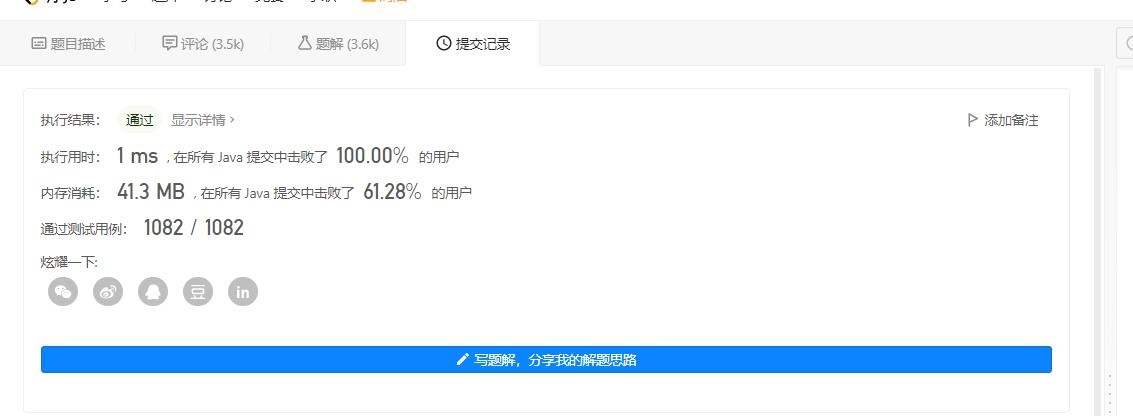 题目描述
评论 (3.5k)
题解 (3.6k)
提交记录
执行结果： 通过 显示详情 ›
添加备注
执行用时： 1 ms , 在所有 Java 提交中击败了 100.00% 的用户
内存消耗： 41.3 MB , 在所有 Java 提交中击败了 61.28% 的用户
通过测试用例： 1082 / 1082
炫耀一下:
豆 in
写题解，分享我的解题思路